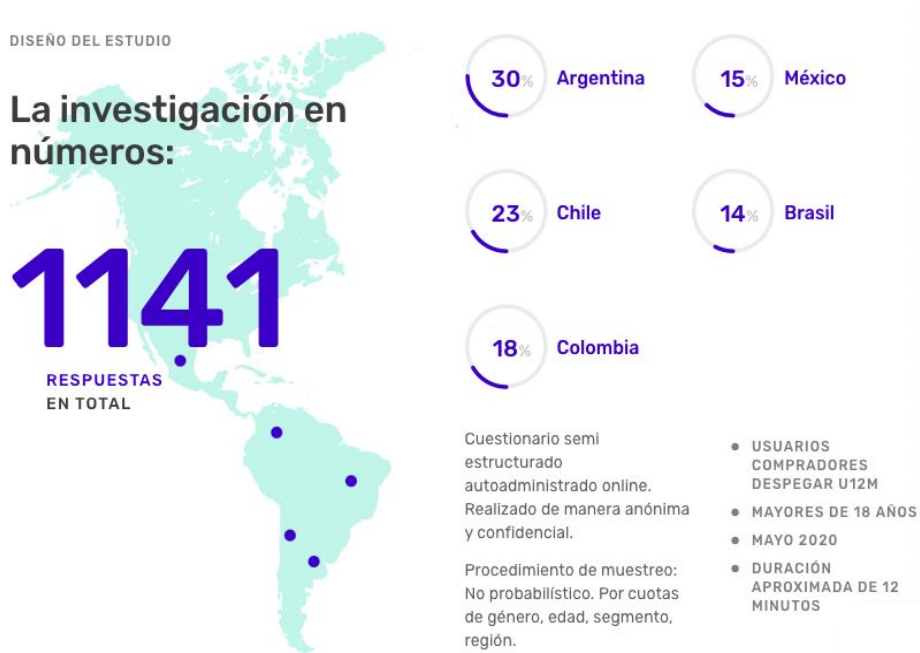 DISEÑO DEL ESTUDIO
La investigación en
números:
1141
RESPUESTAS
EN TOTAL
30% Argentina
15% México
23% Chile
14% Brasil
18% Colombia
Cuestionario semi
estructurado
autoadministrado online.
Realizado de manera anónima
y confidencial.
Procedimiento de muestreo:
No probabilístico. Por cuotas
de género, edad, segmento,
región.
● USUARIOS
COMPRADORES
DESPEGAR U12M
● MAYORES DE 18 AÑOS
● MAYO 2020
● DURACIÓN
APROXIMADA DE 12
MINUTOS